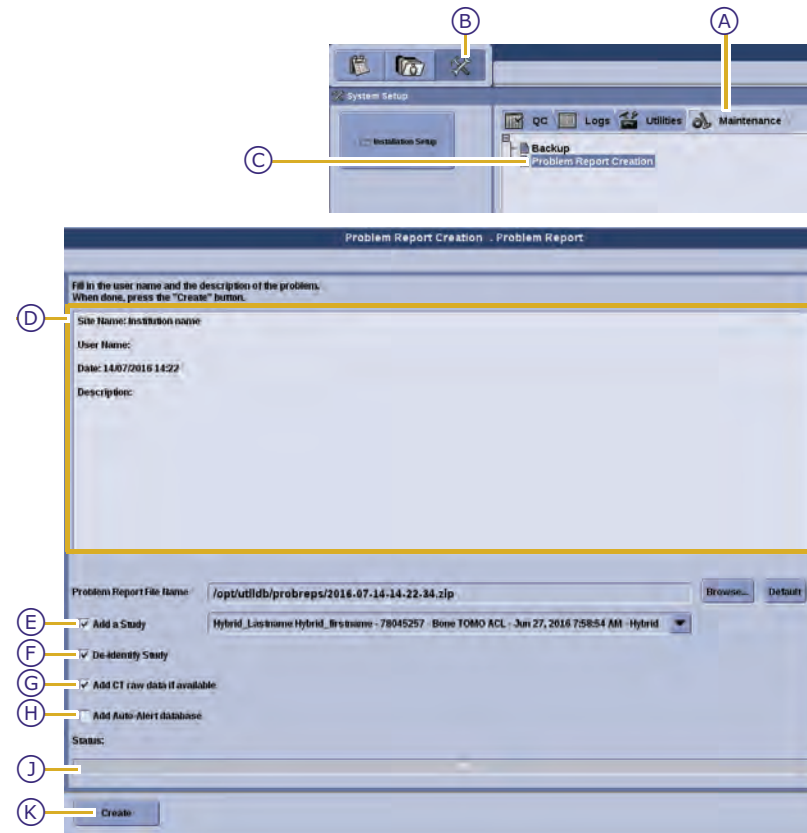 B
A
System Setup
QC Logs Utilities Maintenance
Installation Setup
Backup
C
Problem Report Creation
Problem Report Creation . Problem Report
Fill in the user name and the description of the problem.
When done, press the "Create" button.
D
Site Name: Institution name
User Name:
Date: 14/07/2016 14:22
Description:
Problem Report File Name /opt/utildb/probreps/2016-07-14-14-22-34.zip Browse... Default
E
Add a Study Hybrid_Lastname Hybrid_firstname - 78045257 - Bone TOMO ACL - Jun 27, 2016 7:58:54 AM - Hybrid
F
De-identify Study
G
Add CT raw data if available
H
Add Auto-Alert database
Status:
J
K
Create